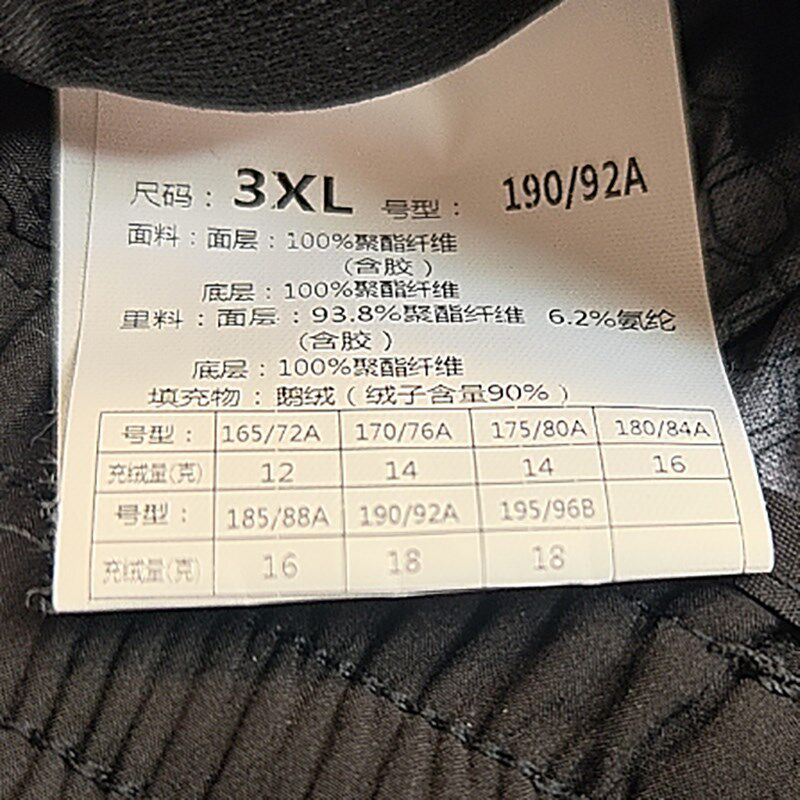 尺码：3XL 号型：190/92A
面料：面层：100%聚酯纤维
（含胶）
底层：100%聚酯纤维
里料：面层：93.8%聚酯纤维 6.2%氨纶
（含胶）
底层：100%聚酯纤维
填充物：鹅绒（绒子含量90%）
号型： 165/72A 170/76A 175/80A 180/84A
充绒量(克) 12 14 14 16
号型： 185/88A 190/92A 195/96B
充绒量(克) 16 18 18